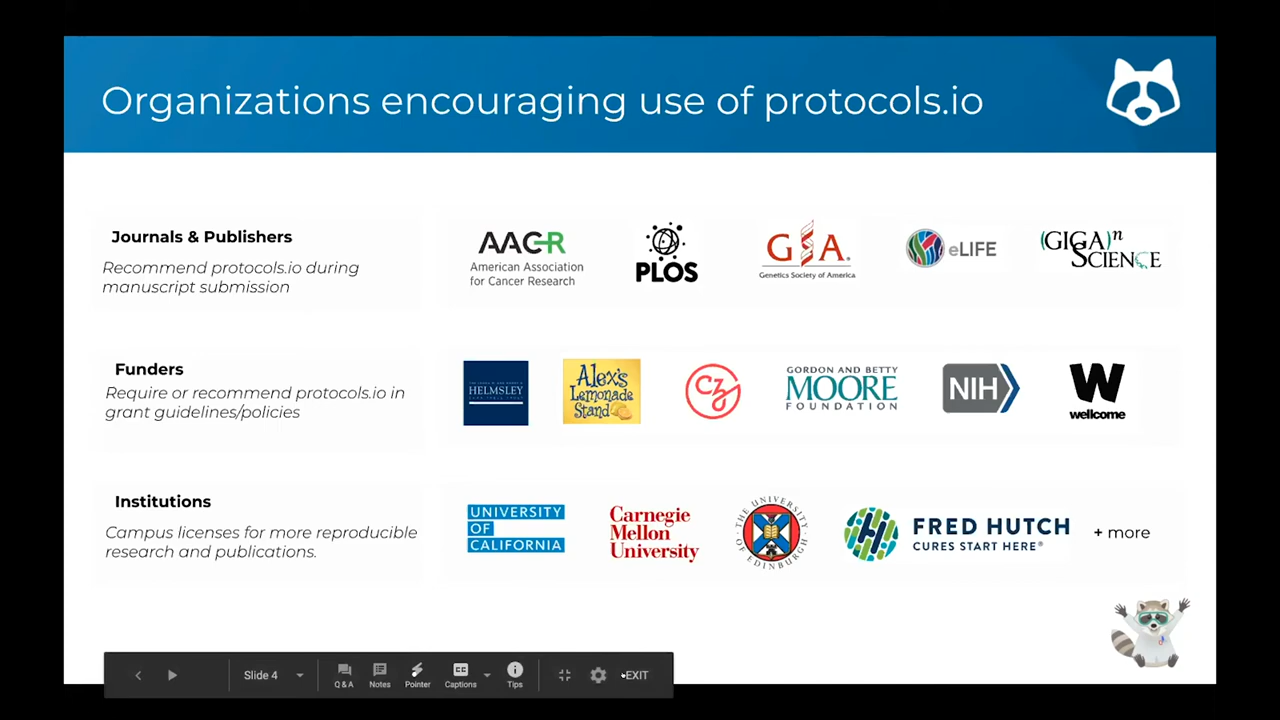 Organizations encouraging use of protocols.io
Journals & Publishers
Recommend protocols.io during
manuscript submission
AACR
American Association
for Cancer Research
PLOS
GSA
Genetics Society of America
eLIFE
(GIGA)n
SCIENCE
Funders
Require or recommend protocols.io in
grant guidelines/policies
HELMSLEY
Alex's
Lemonade
Stand
CZ
GORDON AND BETTY
MOORE
FOUNDATION
NIH
W
wellcome
Institutions
Campus licenses for more reproducible
research and publications.
UNIVERSITY
OF
CALIFORNIA
Carnegie
Mellon
University
THE UNIVERSITY
OF EDINBURGH
FRED HUTCH
CURES START HERE®
+ more
Slide 4
Q & A
Notes
Pointer
Captions
Tips
EXIT